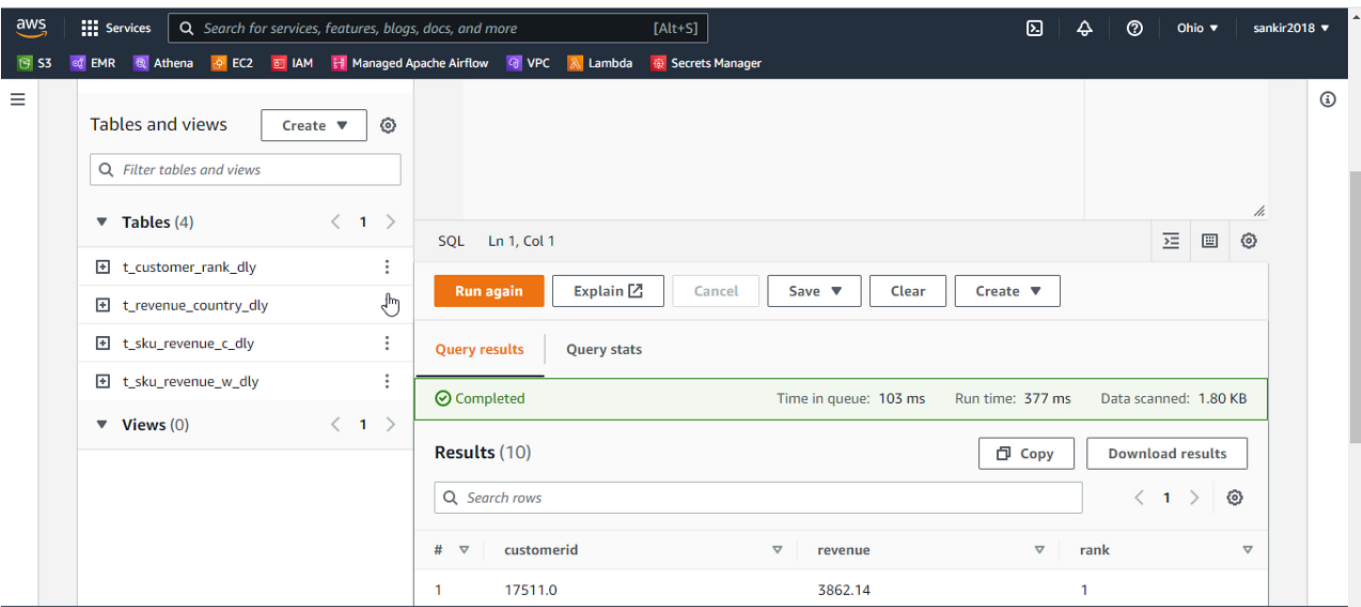 aws Services Search for services, features, blogs, docs, and more [Alt+S] Ohio ▼ sankir2018 ▼
S3 EMR Athena EC2 IAM Managed Apache Airflow VPC Lambda Secrets Manager
Tables and views Create ▼
Filter tables and views
▼ Tables (4) < 1 >
SQL Ln 1, Col 1
t_customer_rank_dly
t_revenue_country_dly
t_sku_revenue_c_dly
t_sku_revenue_w_dly
▼ Views (0) < 1 >
Run again Explain Cancel Save ▼ Clear Create ▼
Query results Query stats
Completed Time in queue: 103 ms Run time: 377 ms Data scanned: 1.80 KB
Results (10) Copy Download results
Search rows < 1 >
# customerid revenue rank
1 17511.0 3862.14 1